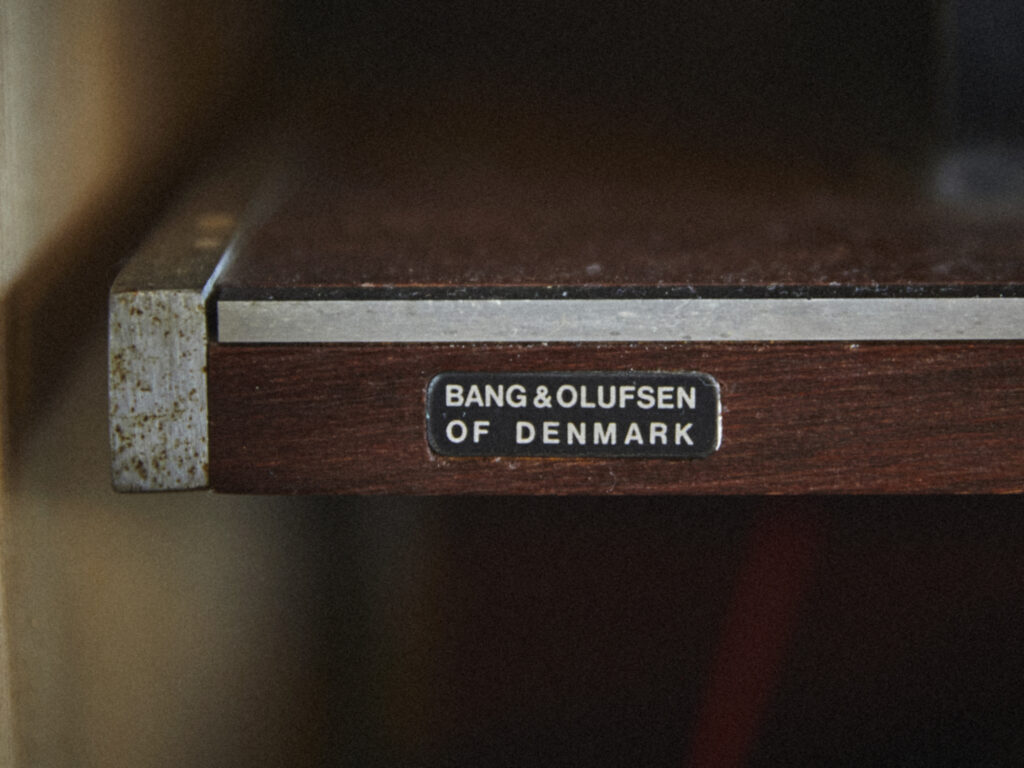 BANG & OLUFSEN
OF DENMARK